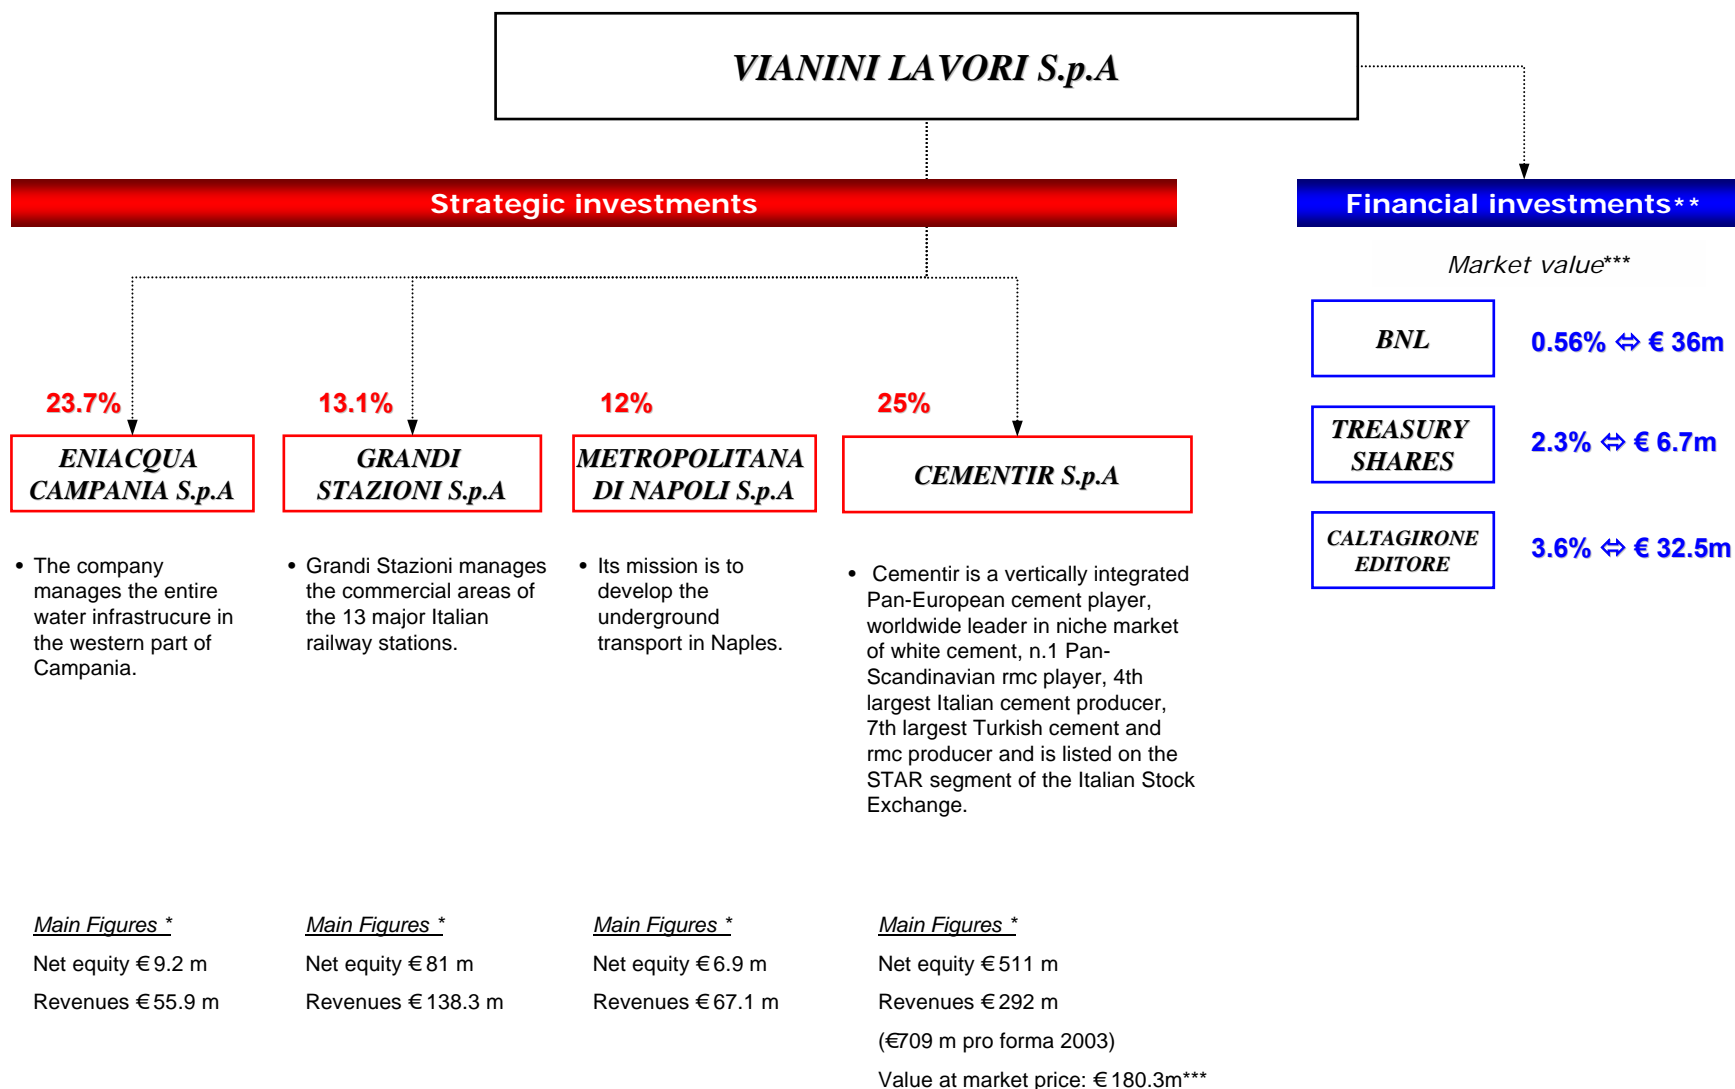 VIANINI LAVORI S.p.A
Strategic investments
Financial investments**
Market value***
BNL
0.56% ⇔ € 36m
TREASURY
SHARES
2.3% ⇔ € 6.7m
CALTAGIRONE
EDITORE
3.6% ⇔ € 32.5m
23.7%
ENIACQUA
CAMPANIA S.p.A
• The company
manages the entire
water infrastrucure in
the western part of
Campania.
Main Figures *
Net equity € 9.2 m
Revenues € 55.9 m
13.1%
GRANDI
STAZIONI S.p.A
• Grandi Stazioni manages
the commercial areas of
the 13 major Italian
railway stations.
Main Figures *
Net equity € 81 m
Revenues € 138.3 m
12%
METROPOLITANA
DI NAPOLI S.p.A
• Its mission is to
develop the
underground
transport in Naples.
Main Figures *
Net equity € 6.9 m
Revenues € 67.1 m
25%
CEMENTIR S.p.A
• Cementir is a vertically integrated
Pan-European cement player,
worldwide leader in niche market
of white cement, n.1 Pan-
Scandinavian rmc player, 4th
largest Italian cement producer,
7th largest Turkish cement and
rmc producer and is listed on the
STAR segment of the Italian Stock
Exchange.
Main Figures *
Net equity € 511 m
Revenues € 292 m
(€709 m pro forma 2003)
Value at market price: € 180.3m***